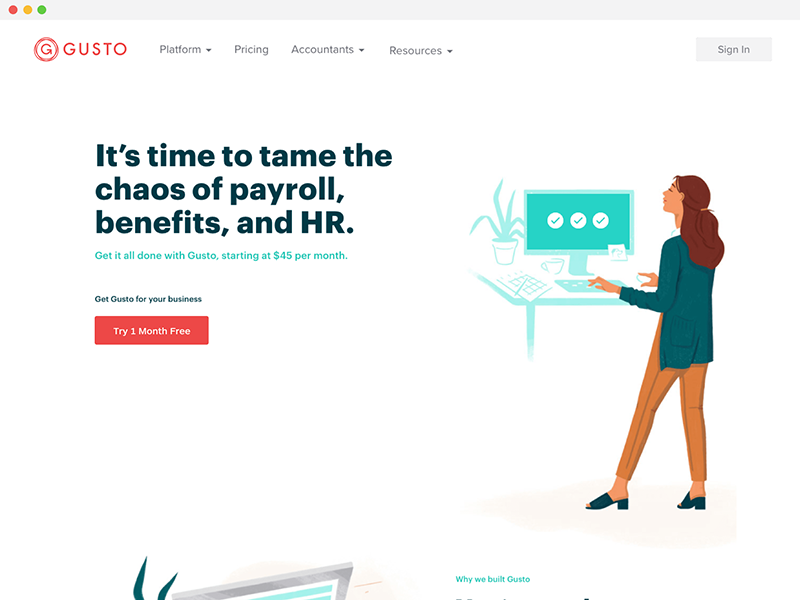 GUSTO
Platform
Pricing
Accountants
Resources
Sign In
It's time to tame the
chaos of payroll,
benefits, and HR.
Get it all done with Gusto, starting at $45 per month.
Get Gusto for your business
Try 1 Month Free
Why we built Gusto